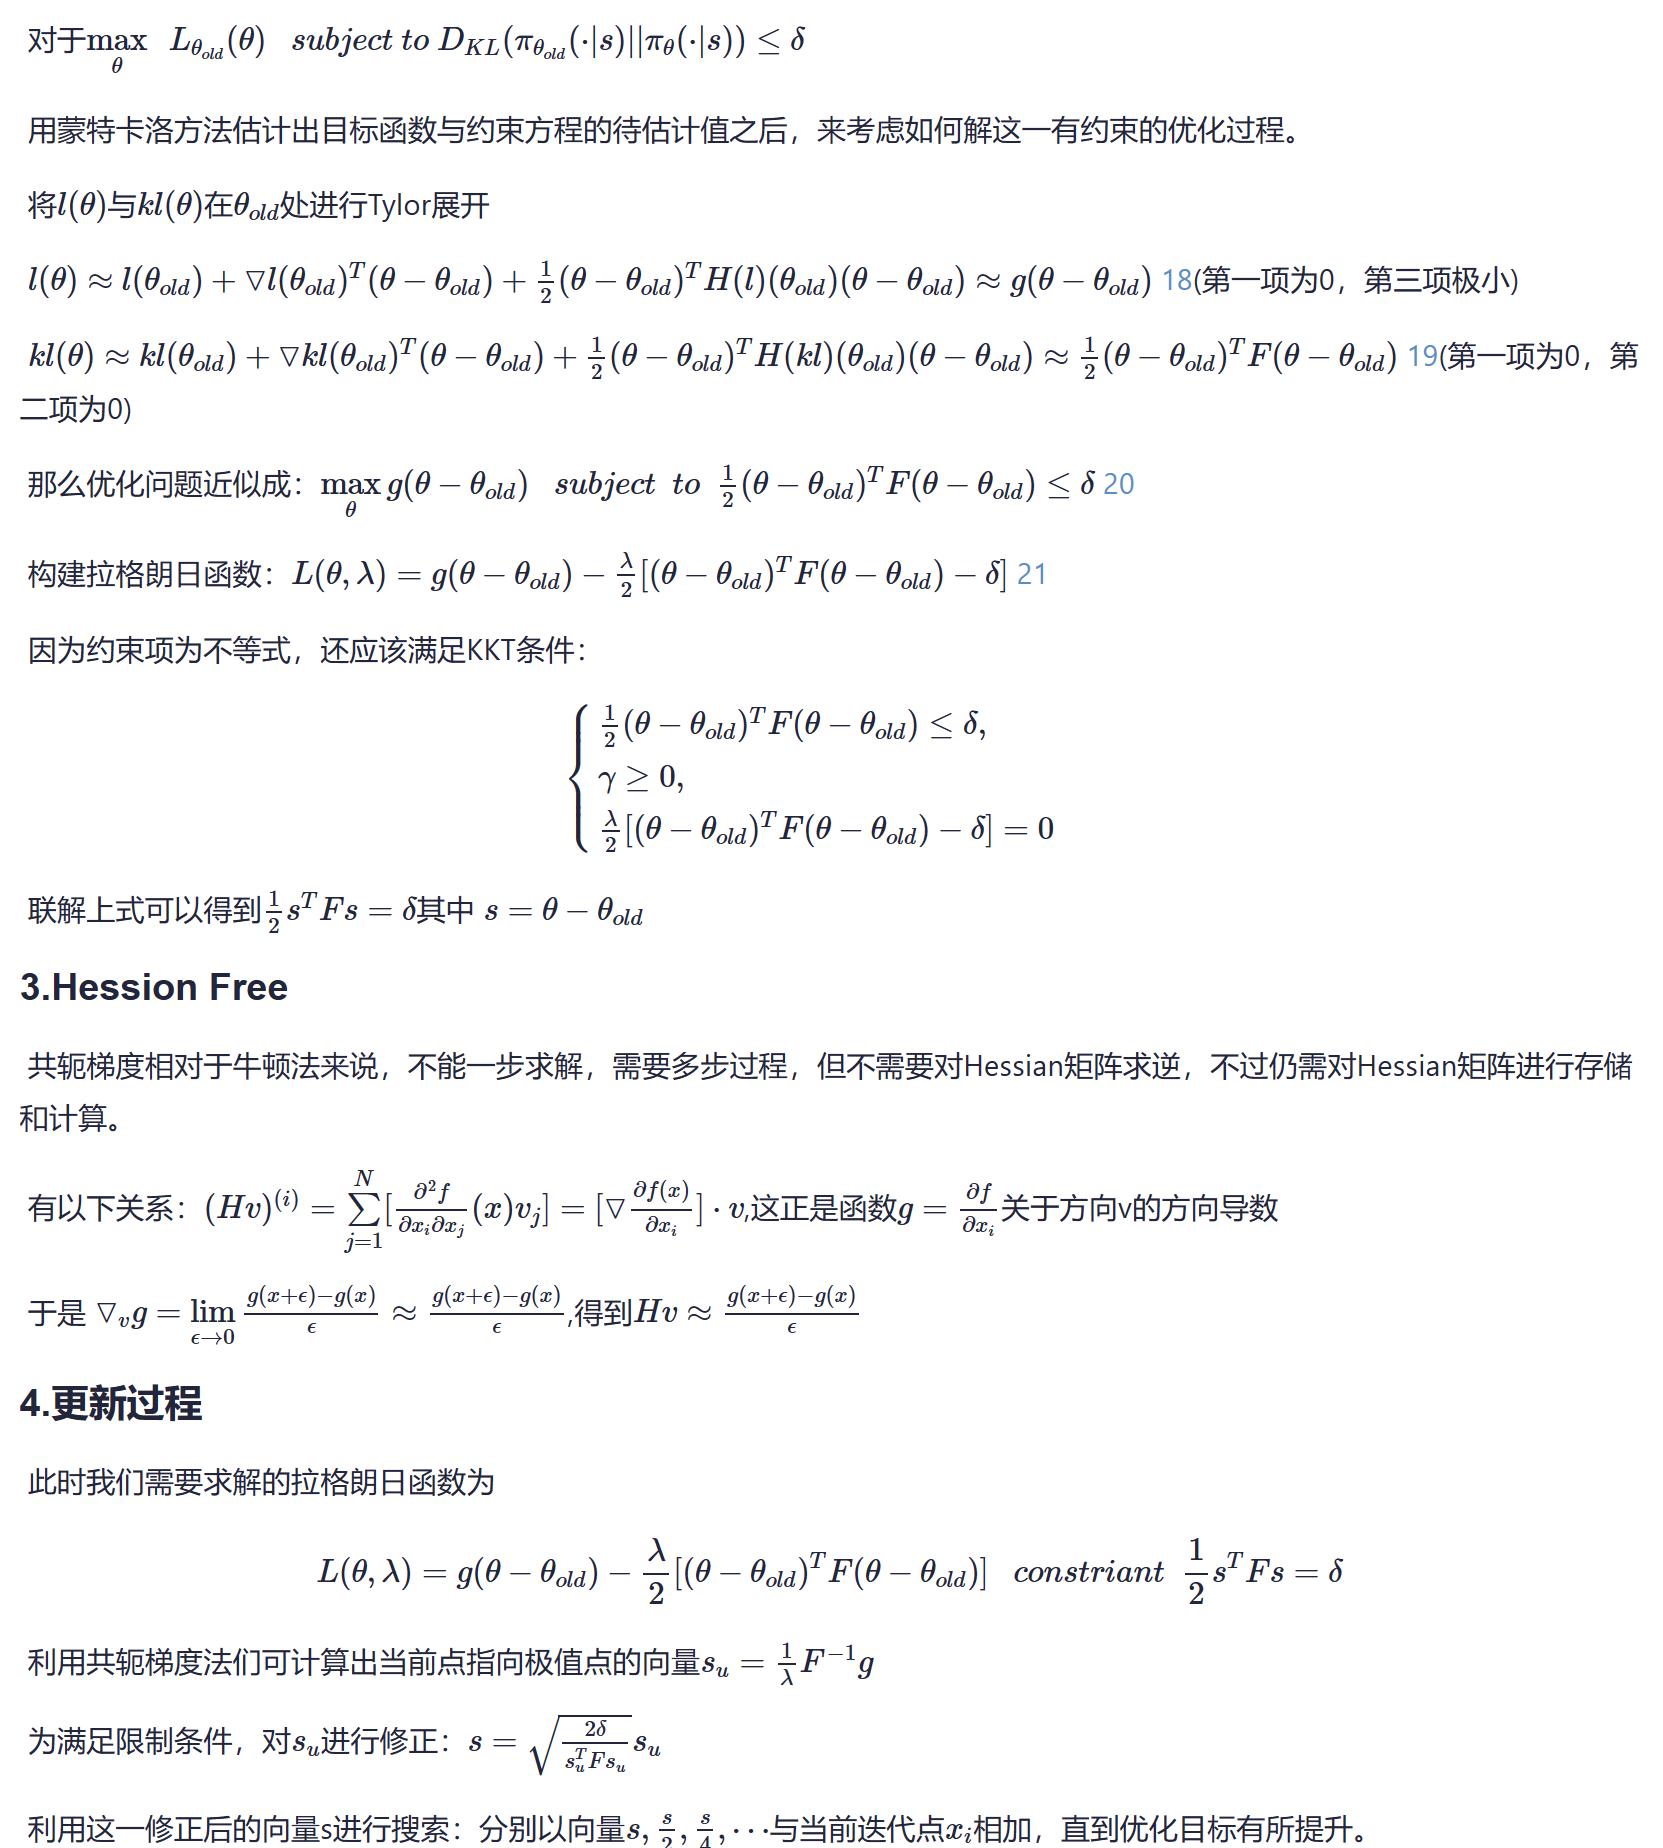 对于$\max\limits_{\theta}\ L_{\theta_{old}}(\theta)\quad subject\ to\ D_{KL}(\pi_{\theta_{old}}(\cdot|s)||\pi_{\theta}(\cdot|s)) \leq \delta$
用蒙特卡洛方法估计出目标函数与约束方程的待估计值之后，来考虑如何解这一有约束的优化过程。
将$l(\theta)$与$kl(\theta)$在$\theta_{old}$处进行Tylor展开
$l(\theta) \approx l(\theta_{old}) + \triangledown l(\theta_{old})^T(\theta - \theta_{old}) + \frac{1}{2}(\theta - \theta_{old})^T H(l)(\theta_{old})(\theta - \theta_{old}) \approx g(\theta - \theta_{old})$ 18(第一项为0，第三项极小)
$kl(\theta) \approx kl(\theta_{old}) + \triangledown kl(\theta_{old})^T(\theta - \theta_{old}) + \frac{1}{2}(\theta - \theta_{old})^T H(kl)(\theta_{old})(\theta - \theta_{old}) \approx \frac{1}{2}(\theta - \theta_{old})^T F(\theta - \theta_{old})$ 19(第一项为0，第
二项为0)
那么优化问题近似成：$\max\limits_{\theta} g(\theta - \theta_{old})\quad subject\ to\ \frac{1}{2}(\theta - \theta_{old})^T F(\theta - \theta_{old}) \leq \delta$ 20
构建拉格朗日函数：$L(\theta, \lambda) = g(\theta - \theta_{old}) - \frac{\lambda}{2}[(\theta - \theta_{old})^T F(\theta - \theta_{old}) - \delta]$ 21
因为约束项为不等式，还应该满足KKT条件：
$\begin{cases} \frac{1}{2}(\theta - \theta_{old})^T F(\theta - \theta_{old}) \leq \delta, \\
\gamma \geq 0, \\
\frac{\lambda}{2}[(\theta - \theta_{old})^T F(\theta - \theta_{old}) - \delta] = 0 \end{cases}$
联解上式可以得到$\frac{1}{2}s^T F s = \delta$其中 $s = \theta - \theta_{old}$
3.Hession Free
共轭梯度相对于牛顿法来说，不能一步求解，需要多步过程，但不需要对Hessian矩阵求逆，不过仍需对Hessian矩阵进行存储
和计算。
有以下关系：$(Hv)^{(i)} = \sum\limits_{j=1}^{N}[\frac{\partial^2 f}{\partial x_i \partial x_j}(x)v_j] = [\triangledown \frac{\partial f(x)}{\partial x_i}] \cdot v$,这正是函数$g = \frac{\partial f}{\partial x_i}$关于方向v的方向导数
于是 $\triangledown_v g = \lim\limits_{\epsilon \to 0} \frac{g(x+\epsilon)-g(x)}{\epsilon} \approx \frac{g(x+\epsilon)-g(x)}{\epsilon}$,得到$Hv \approx \frac{g(x+\epsilon)-g(x)}{\epsilon}$
4.更新过程
此时我们需要求解的拉格朗日函数为
$L(\theta, \lambda) = g(\theta - \theta_{old}) - \frac{\lambda}{2}[(\theta - \theta_{old})^T F(\theta - \theta_{old})]\quad constriant\ \ \frac{1}{2}s^T F s = \delta$
利用共轭梯度法们可计算出当前点指向极值点的向量$s_u = \frac{1}{\lambda}F^{-1}g$
为满足限制条件，对$s_u$进行修正：$s = \sqrt{\frac{2\delta}{s_u^T F s_u}} s_u$
利用这一修正后的向量s进行搜索：分别以向量$s, \frac{s}{2}, \frac{s}{4}, \cdots$与当前迭代点$x_i$相加，直到优化目标有所提升。